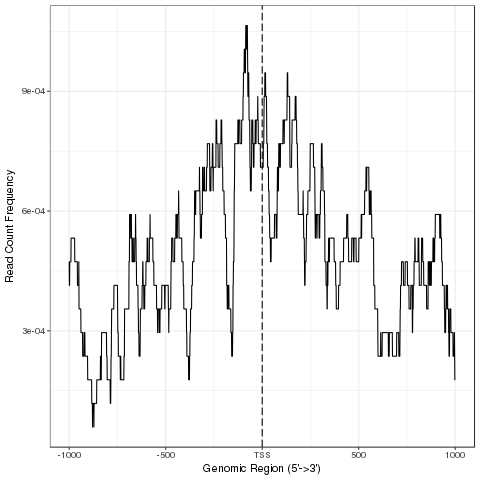 9e-04
6e-04
3e-04
Read Count Frequency
-1000
-500
TSS
500
1000
Genomic Region (5'->3')